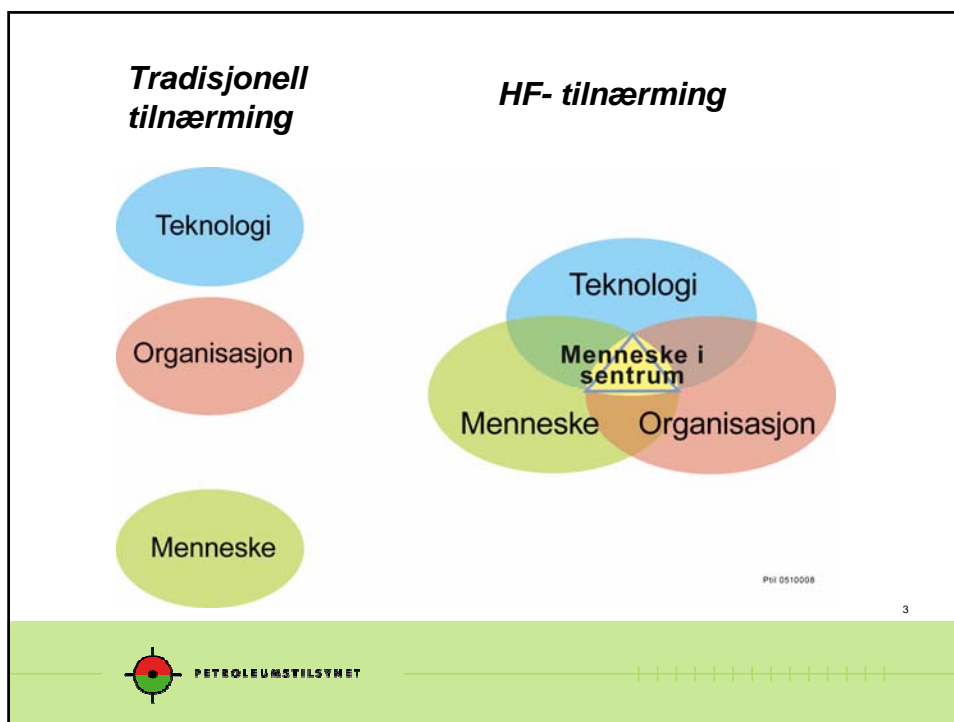 Tradisjonell
tilnærming
HF- tilnærming
Teknologi
Organisasjon
Menneske
Teknologi
Menneske i
sentrum
Menneske
Organisasjon
Ptil 0510008
3
PETROLEUMSTILSYNET